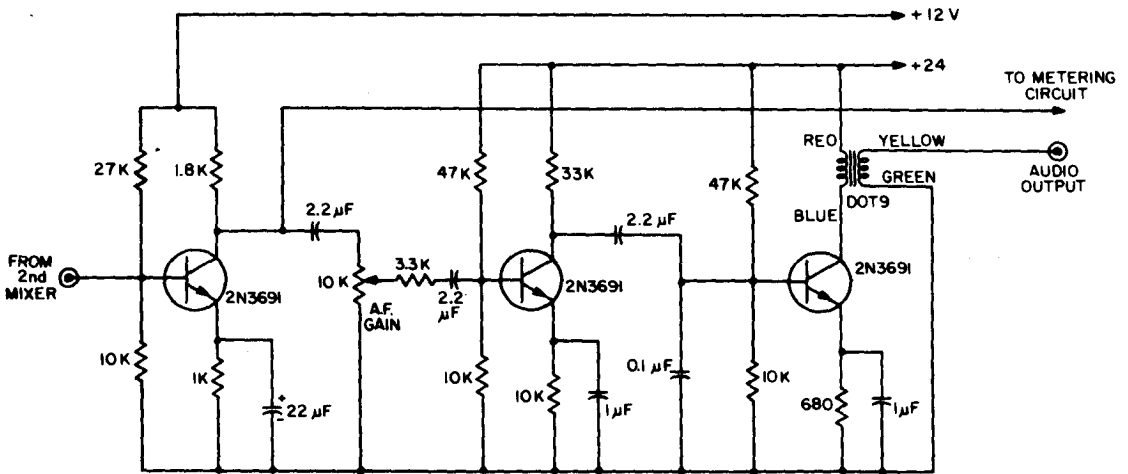 +12 V
+24
TO METERING
CIRCUIT
REO
YELLOW
27K
1.8K
47K
33K
47K
GREEN
AUDIO
OUTPUT
DOT9
2.2 µF
2.2 µF
BLUE
FROM
2nd
MIXER
3.3K
2N3691
10K
2N3691
2N3691
A.F.
GAIN
2.2
µF
10K
1K
10K
0.1 µF
10K
+
-
22 µF
10K
1µF
680
1µF